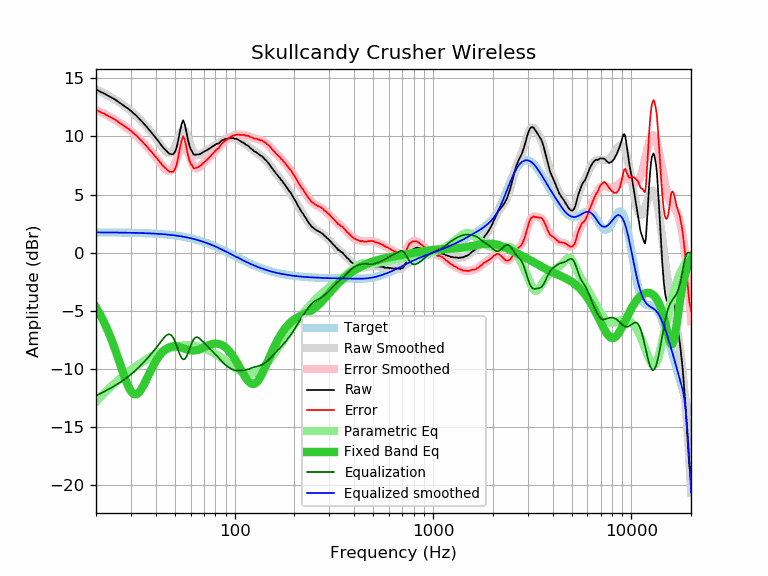 Skullcandy Crusher Wireless
15
10
5
0
−5
−10
−15
−20
Amplitude (dBr)
Target
Raw Smoothed
Error Smoothed
Raw
Error
Parametric Eq
Fixed Band Eq
Equalization
Equalized smoothed
100
1000
10000
Frequency (Hz)